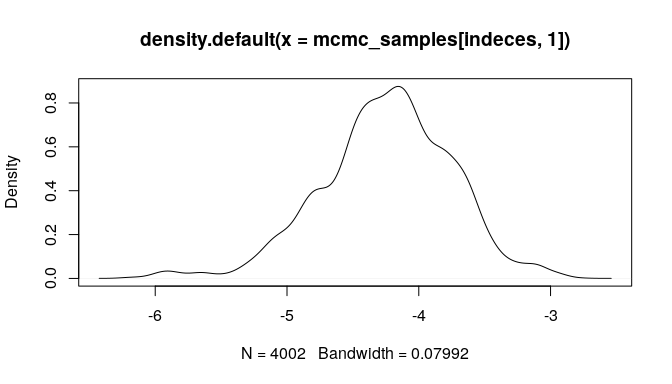 density.default(x = mcmc_samples[indeces, 1])
Density
0.8
0.6
0.4
0.2
0.0
-6 -5 -4 -3
N = 4002 Bandwidth = 0.07992